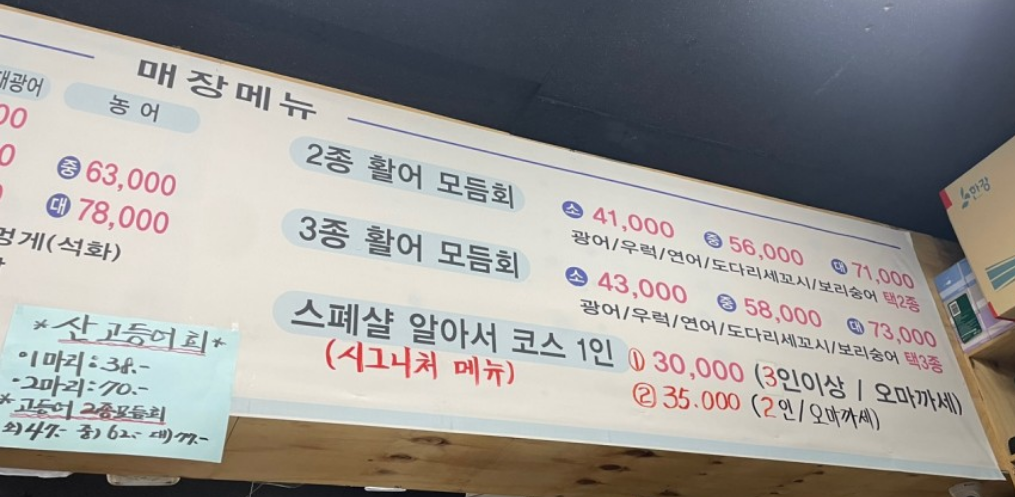 매장메뉴
농어
중 63,000
대 78,000
멍게(석화)
2종 활어 모듬회
소 41,000 중 56,000 대 71,000
광어/우럭/연어/도다리세꼬시/보리숭어 택2종
3종 활어 모듬회
소 43,000 중 58,000 대 73,000
광어/우럭/연어/도다리세꼬시/보리숭어 택3종
스페샬 알아서 코스 1인 ① 30,000 (3인이상 / 오마까세)
(시그니처 메뉴) ② 35.000 (2인/오마까세)
*산 고등어회*
1마리:38.-
·2마리:70.-
*고등어 2종모듬회
소)47.- 중)62.- 대)77.-